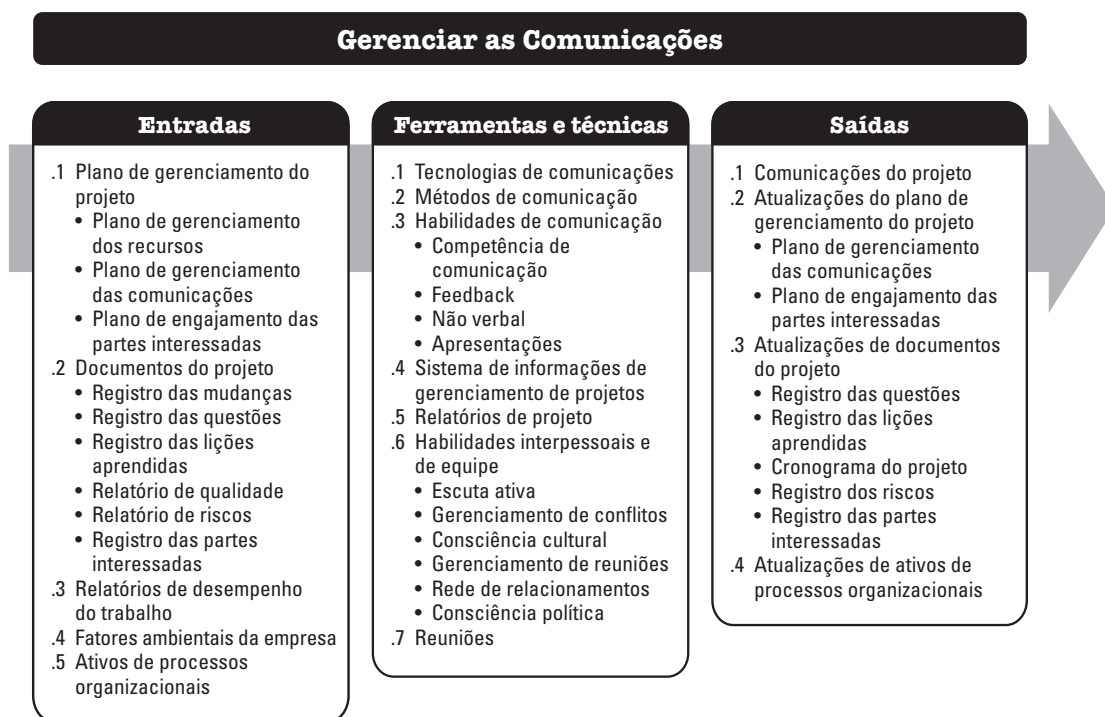 Gerenciar as Comunicações
Entradas
.1 Plano de gerenciamento do
projeto
• Plano de gerenciamento
dos recursos
• Plano de gerenciamento
das comunicações
• Plano de engajamento das
partes interessadas
.2 Documentos do projeto
• Registro das mudanças
• Registro das questões
• Registro das lições
aprendidas
• Relatório de qualidade
• Relatório de riscos
• Registro das partes
interessadas
.3 Relatórios de desempenho
do trabalho
.4 Fatores ambientais da empresa
.5 Ativos de processos
organizacionais
Ferramentas e técnicas
.1 Tecnologias de comunicações
.2 Métodos de comunicação
.3 Habilidades de comunicação
• Competência de
comunicação
• Feedback
• Não verbal
• Apresentações
.4 Sistema de informações de
gerenciamento de projetos
.5 Relatórios de projeto
.6 Habilidades interpessoais e
de equipe
• Escuta ativa
• Gerenciamento de conflitos
• Consciência cultural
• Gerenciamento de reuniões
• Rede de relacionamentos
• Consciência política
.7 Reuniões
Saídas
.1 Comunicações do projeto
.2 Atualizações do plano de
gerenciamento do projeto
• Plano de gerenciamento
das comunicações
• Plano de engajamento das
partes interessadas
.3 Atualizações de documentos
do projeto
• Registro das questões
• Registro das lições
aprendidas
• Cronograma do projeto
• Registro dos riscos
• Registro das partes
interessadas
.4 Atualizações de ativos de
processos organizacionais